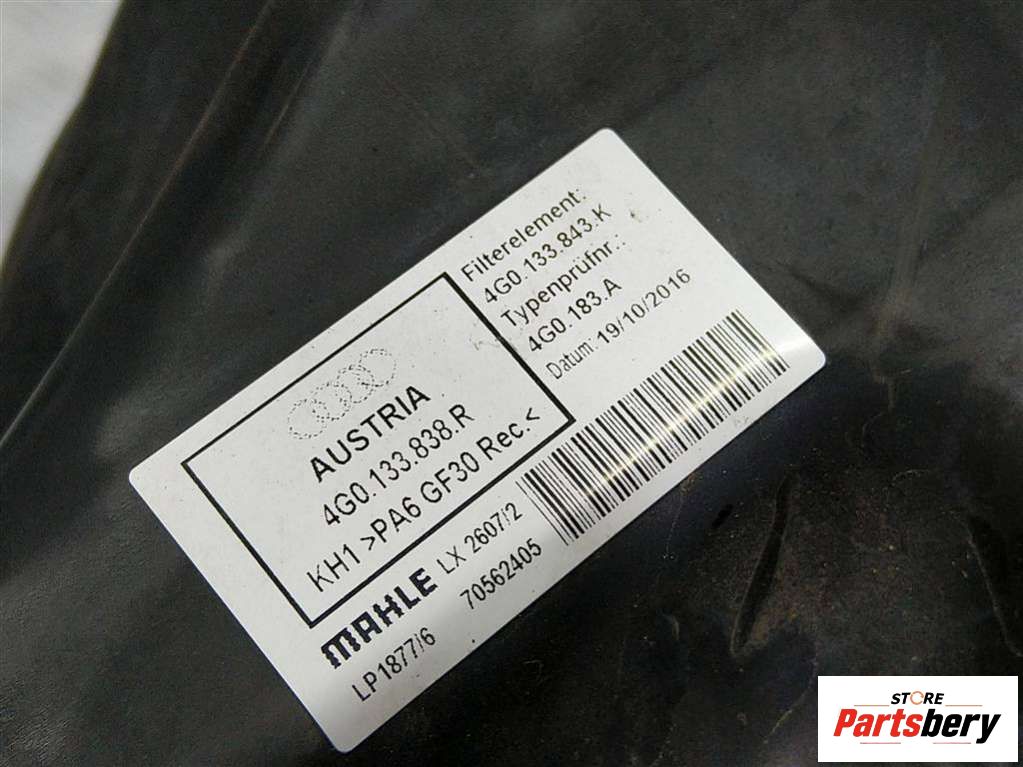 Filterelement:
4G0.133.843.K
Typenprüfnr.:
4G0.183.A
Datum: 19/10/2016
AUSTRIA
4G0.133.838.R
KH1 >PA6 GF30 Rec.<
MAHLE LX 2607/2
LP1877/6 70562405
STORE
Partsbery